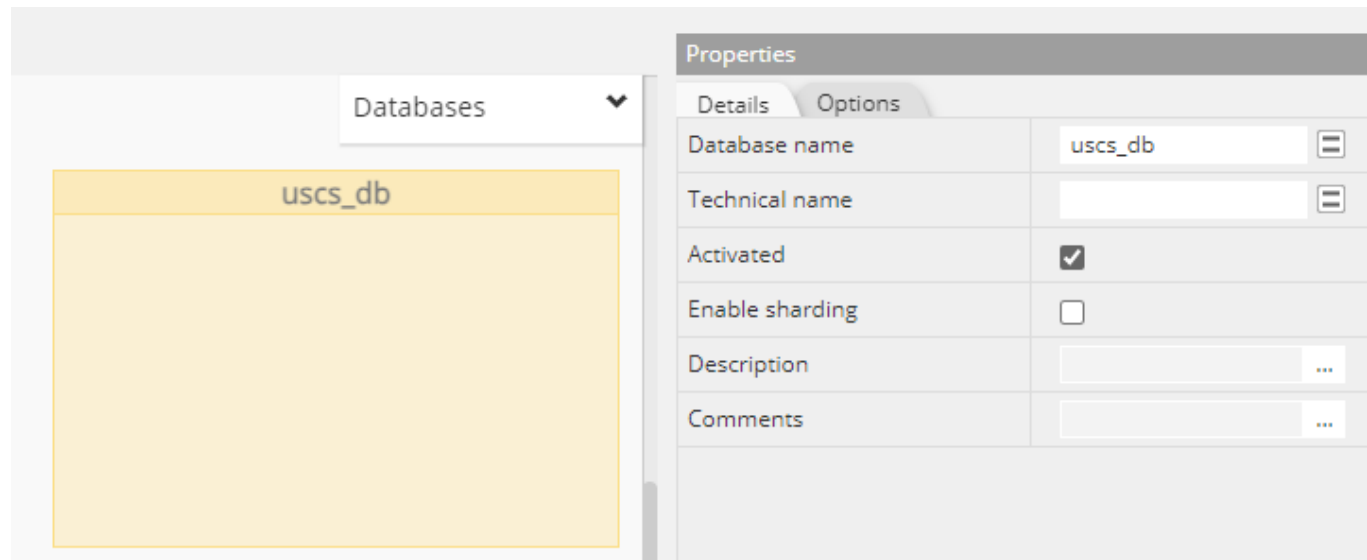 Databases
uscs_db
Properties
Details Options
Database name uscs_db
Technical name
Activated
Enable sharding
Description ...
Comments ...